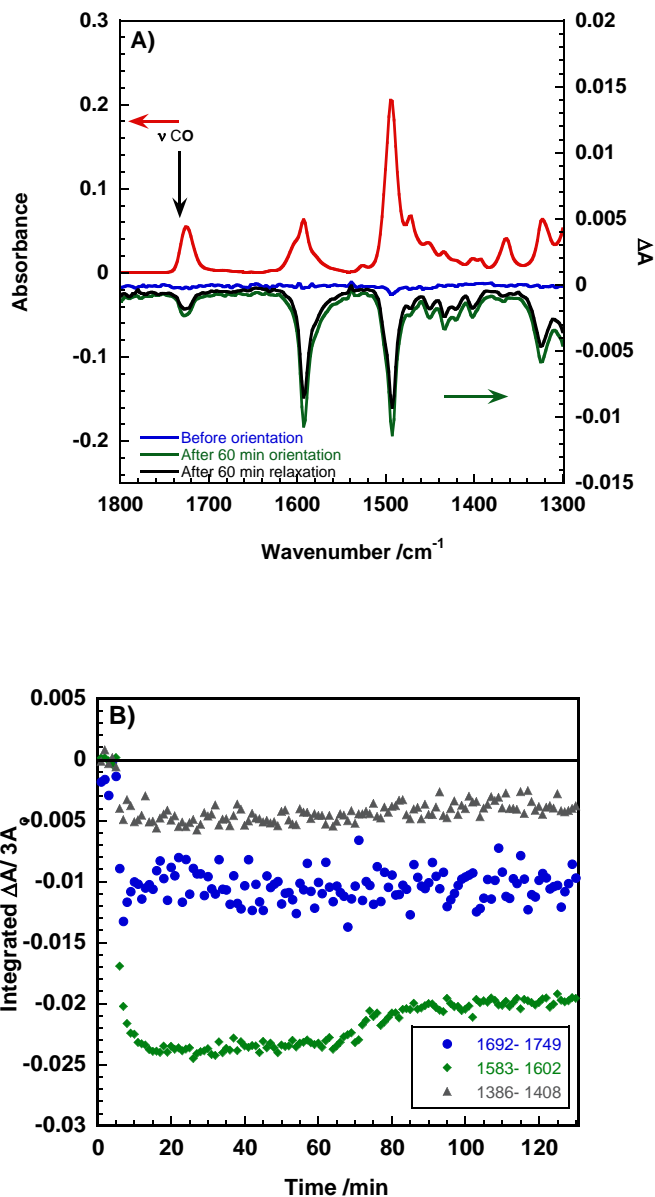 A)
0.3
0.2
0.1
0
-0.1
-0.2
Absorbance
ν CO
0.02
0.015
0.01
0.005
0
-0.005
-0.01
-0.015
ΔA
Before orientation
After 60 min orientation
After 60 min relaxation
1800 1700 1600 1500 1400 1300
Wavenumber /cm-1
B)
0.005
0
-0.005
-0.01
-0.015
-0.02
-0.025
-0.03
Integrated ΔA/ 3A
1692- 1749
1583- 1602
1386- 1408
0 20 40 60 80 100 120
Time /min